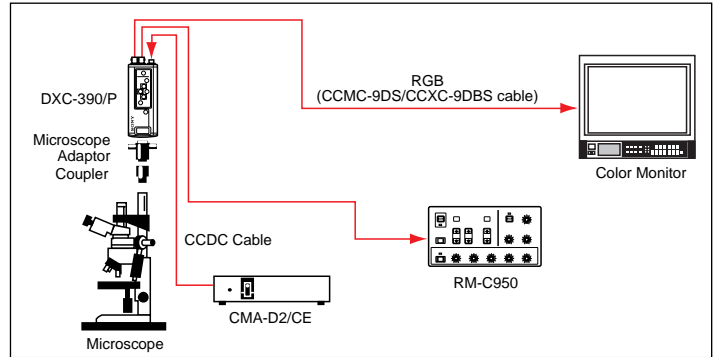 DXC-390/P
SONY
Microscope
Adaptor
Coupler
RGB
(CCMC-9DS/CCXC-9DBS cable)
Color Monitor
CCDC Cable
RM-C950
CMA-D2/CE
Microscope